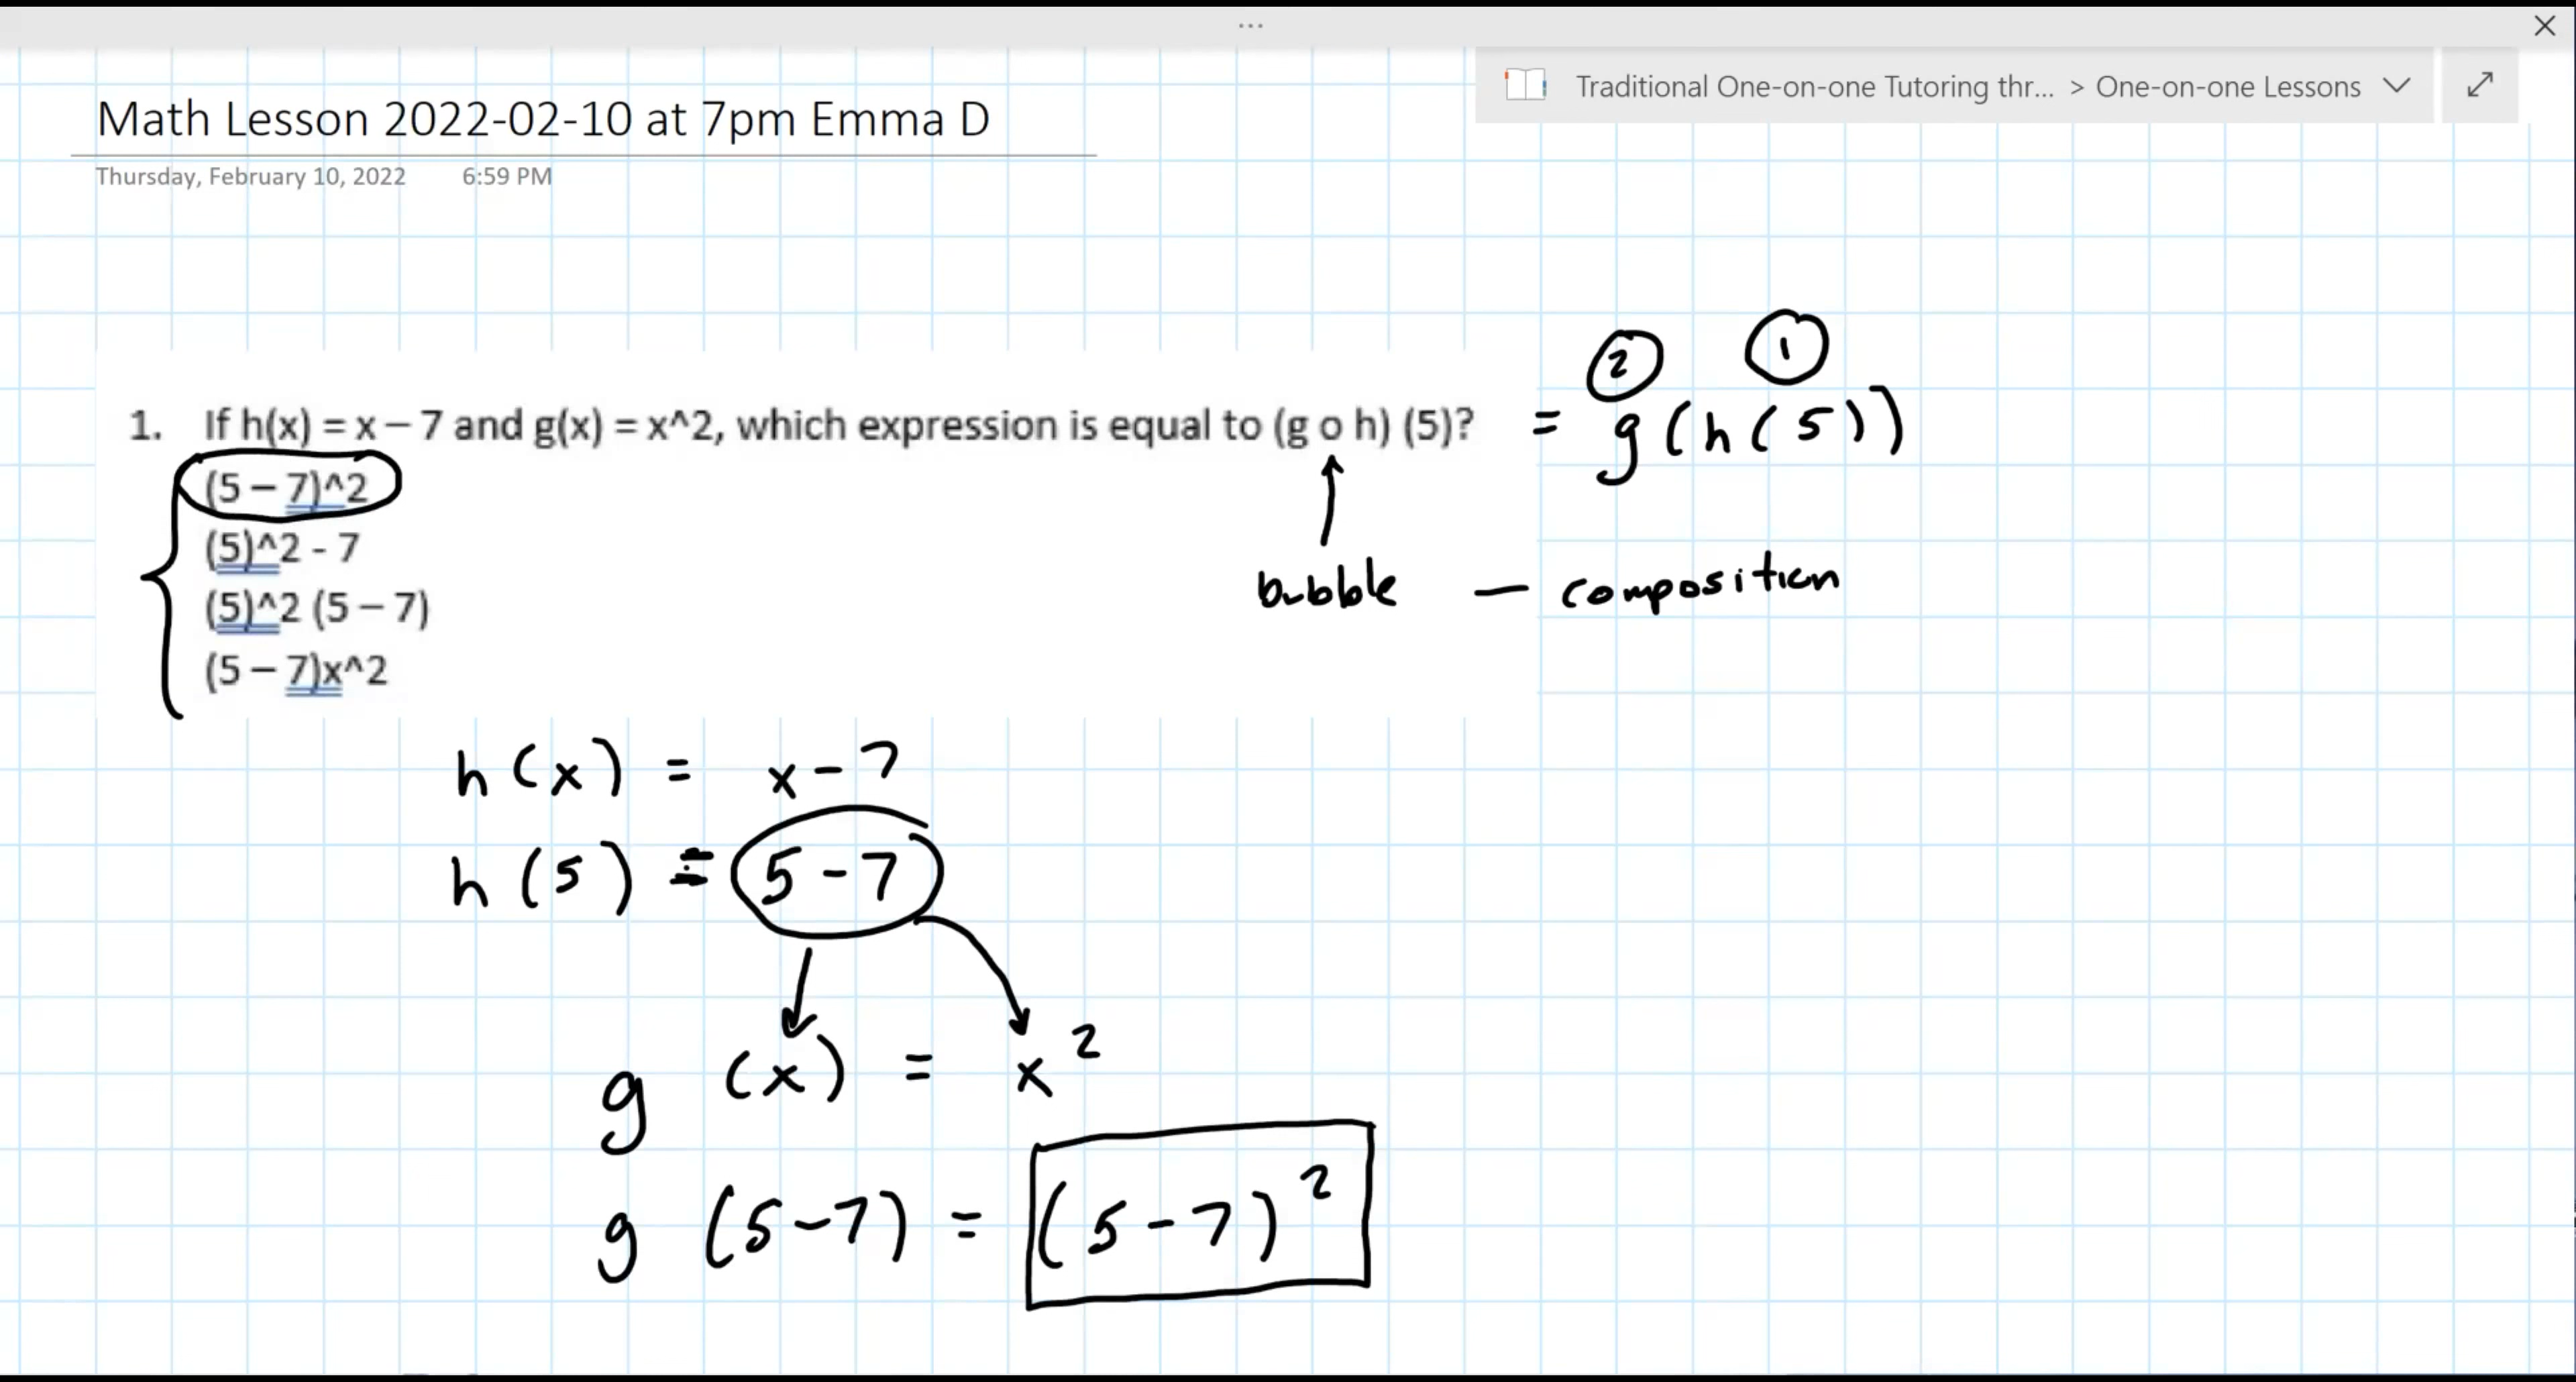 ...
Traditional One-on-one Tutoring thr... > One-on-one Lessons
Math Lesson 2022-02-10 at 7pm Emma D
Thursday, February 10, 2022 6:59 PM
② ①
1. If h(x) = x – 7 and g(x) = x^2, which expression is equal to (g o h) (5)? = g(h(5))
(5 – 7)^2
(5)^2 - 7
(5)^2 (5 – 7)
(5 – 7)x^2
bubble — composition
h(x) = x-7
h(5) = 5-7
g(x) = x²
g(5-7) = (5-7)²